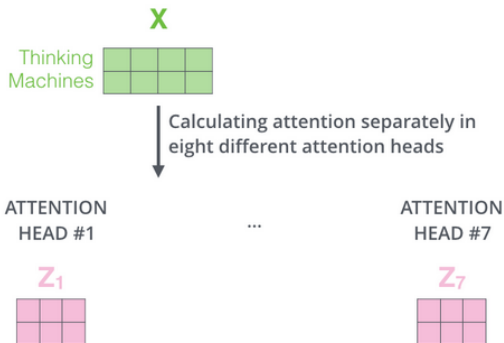 X
Thinking
Machines
Calculating attention separately in
eight different attention heads
ATTENTION
HEAD #1
...
ATTENTION
HEAD #7
Z₁
Z₇